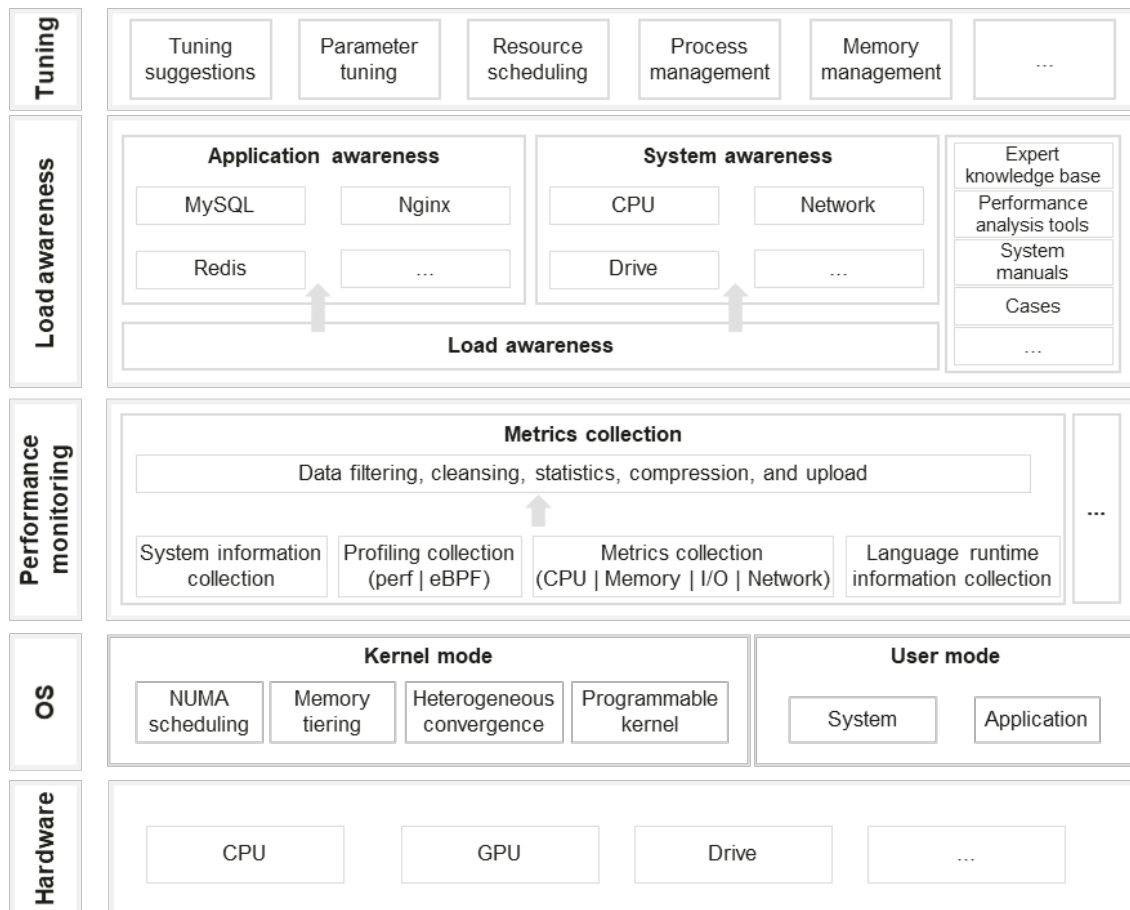 Tuning
Tuning
suggestions
Parameter
tuning
Resource
scheduling
Process
management
Memory
management
...
Load awareness
Application awareness
MySQL
Nginx
Redis
...
System awareness
CPU
Network
Drive
...
Load awareness
Expert
knowledge base
Performance
analysis tools
System
manuals
Cases
...
Performance
monitoring
Metrics collection
Data filtering, cleansing, statistics, compression, and upload
System information
collection
Profiling collection
(perf | eBPF)
Metrics collection
(CPU | Memory | I/O | Network)
Language runtime
information collection
...
OS
Kernel mode
NUMA
scheduling
Memory
tiering
Heterogeneous
convergence
Programmable
kernel
User mode
System
Application
Hardware
CPU
GPU
Drive
...